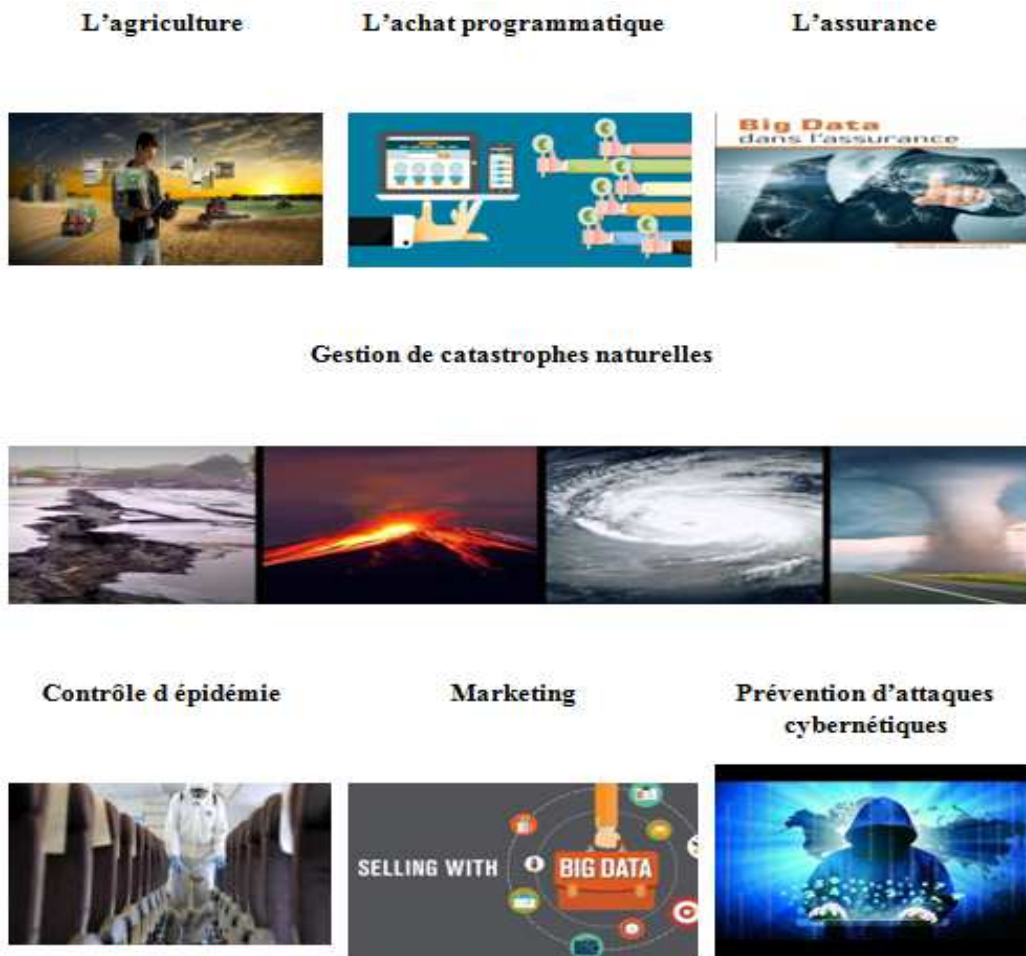 L’agriculture
L’achat programmatique
L’assurance
Big Data
dans l'assurance
Gestion de catastrophes naturelles
Contrôle d épidémie
Marketing
Prévention d’attaques
cybernétiques
SELLING WITH
BIG DATA